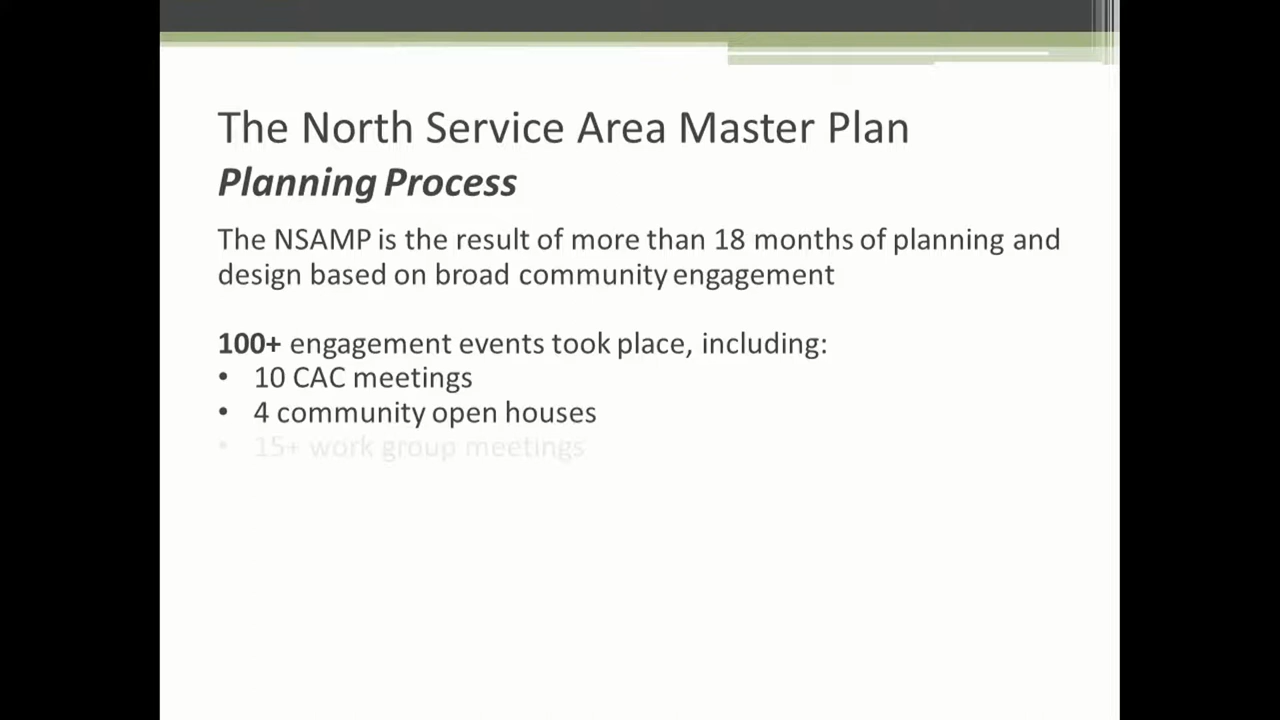 The North Service Area Master Plan
Planning Process
The NSAMP is the result of more than 18 months of planning and
design based on broad community engagement
100+ engagement events took place, including:
• 10 CAC meetings
• 4 community open houses
• 15+ work group meetings